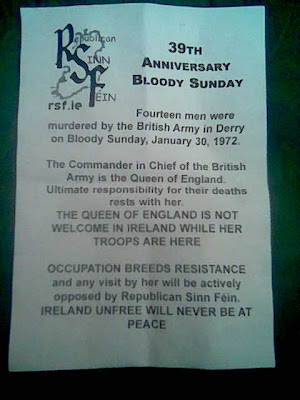 Republican
SINN
FÉIN
rsf.ie
39TH
ANNIVERSARY
BLOODY SUNDAY
Fourteen men were
murdered by the British Army in Derry
on Bloody Sunday, January 30, 1972.
The Commander in Chief of the British
Army is the Queen of England.
Ultimate responsibility for their deaths
rests with her.
THE QUEEN OF ENGLAND IS NOT
WELCOME IN IRELAND WHILE HER
TROOPS ARE HERE
OCCUPATION BREEDS RESISTANCE
and any visit by her will be actively
opposed by Republican Sinn Féin.
IRELAND UNFREE WILL NEVER BE AT
PEACE